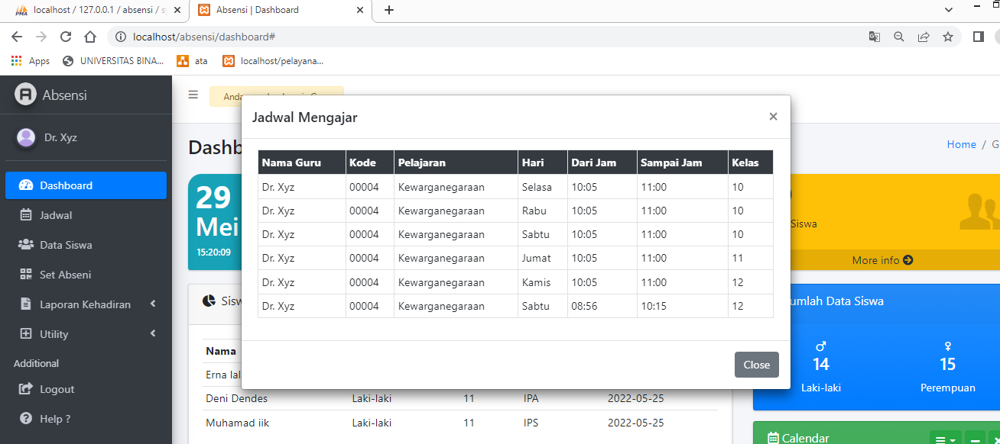 localhost / 127.0.0.1 / absensi / s
Absensi | Dashboard
localhost/absensi/dashboard#
Apps
UNIVERSITAS BINA...
ata
localhost/pelayana...
Absensi
Dr. Xyz
Dashboard
Jadwal
Data Siswa
Set Abseni
Laporan Kehadiran
Utility
Additional
Logout
Help ?
Anda
Dashb
Home / G
29
Mei
15:20:09
Jadwal Mengajar
Nama Guru Kode Pelajaran Hari Dari Jam Sampai Jam Kelas
Dr. Xyz 00004 Kewarganegaraan Selasa 10:05 11:00 10
Dr. Xyz 00004 Kewarganegaraan Rabu 10:05 11:00 10
Dr. Xyz 00004 Kewarganegaraan Sabtu 10:05 11:00 10
Dr. Xyz 00004 Kewarganegaraan Jumat 10:05 11:00 11
Dr. Xyz 00004 Kewarganegaraan Kamis 10:05 11:00 12
Dr. Xyz 00004 Kewarganegaraan Sabtu 08:56 10:15 12
Close
Siswa
More info
Sisw
Nama
Erna lal
Deni Dendes Laki-laki 11 IPA 2022-05-25
Muhamad iik Laki-laki 11 IPS 2022-05-25
umlah Data Siswa
14 15
Laki-laki Perempuan
Calendar